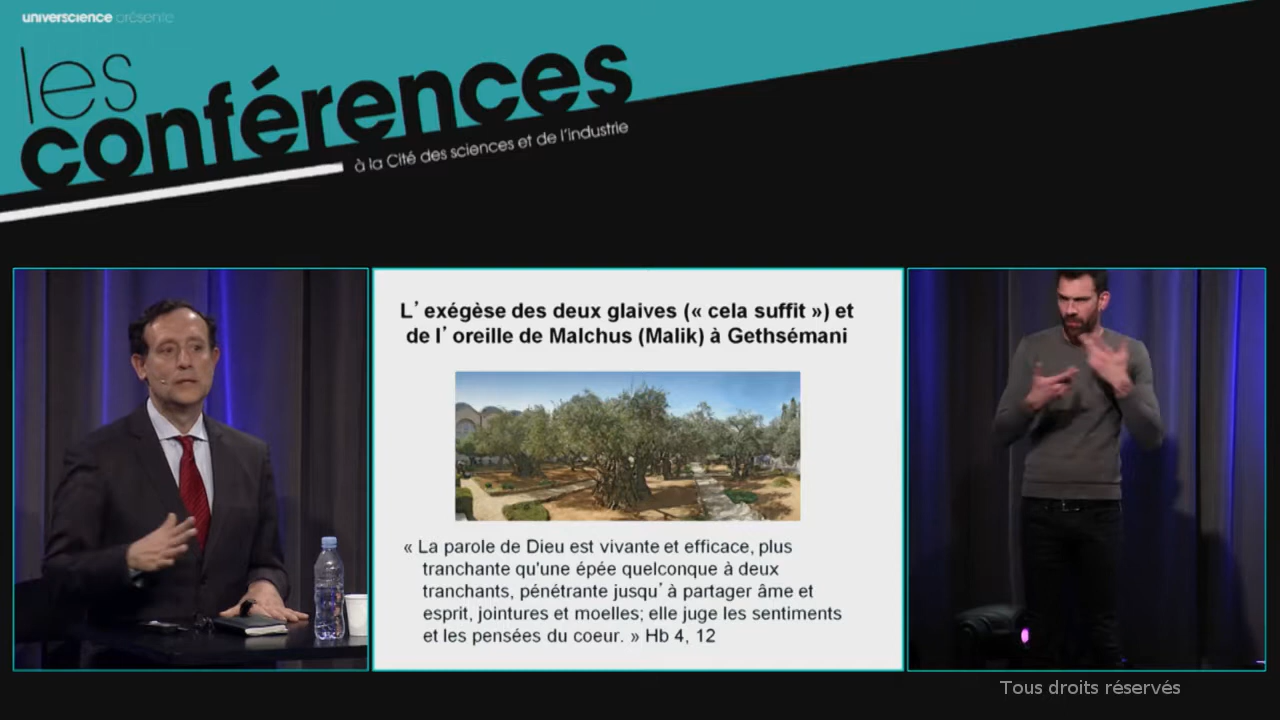 universcience présente
les
conférences
à la Cité des sciences et de l'industrie
L’exégèse des deux glaives (« cela suffit ») et
de l’oreille de Malchus (Malik) à Gethsémani
« La parole de Dieu est vivante et efficace, plus
tranchante qu'une épée quelconque à deux
tranchants, pénétrante jusqu’à partager âme et
esprit, jointures et moelles; elle juge les sentiments
et les pensées du coeur. » Hb 4, 12
Tous droits réservés